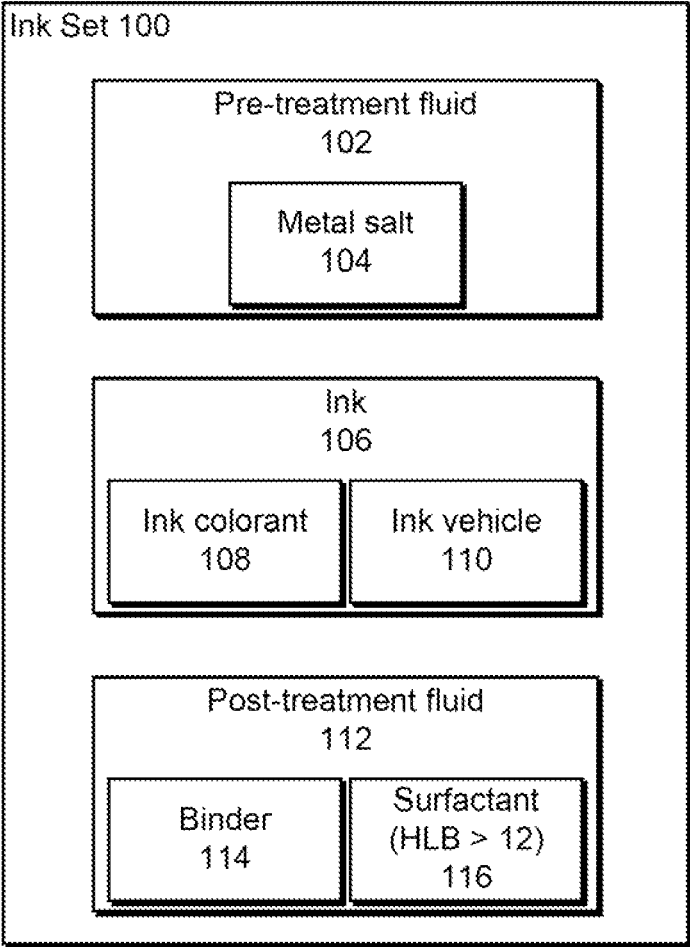 Ink Set 100
Pre-treatment fluid
102
Metal salt
104
Ink
106
Ink colorant
108
Ink vehicle
110
Post-treatment fluid
112
Binder
114
Surfactant
(HLB > 12)
116